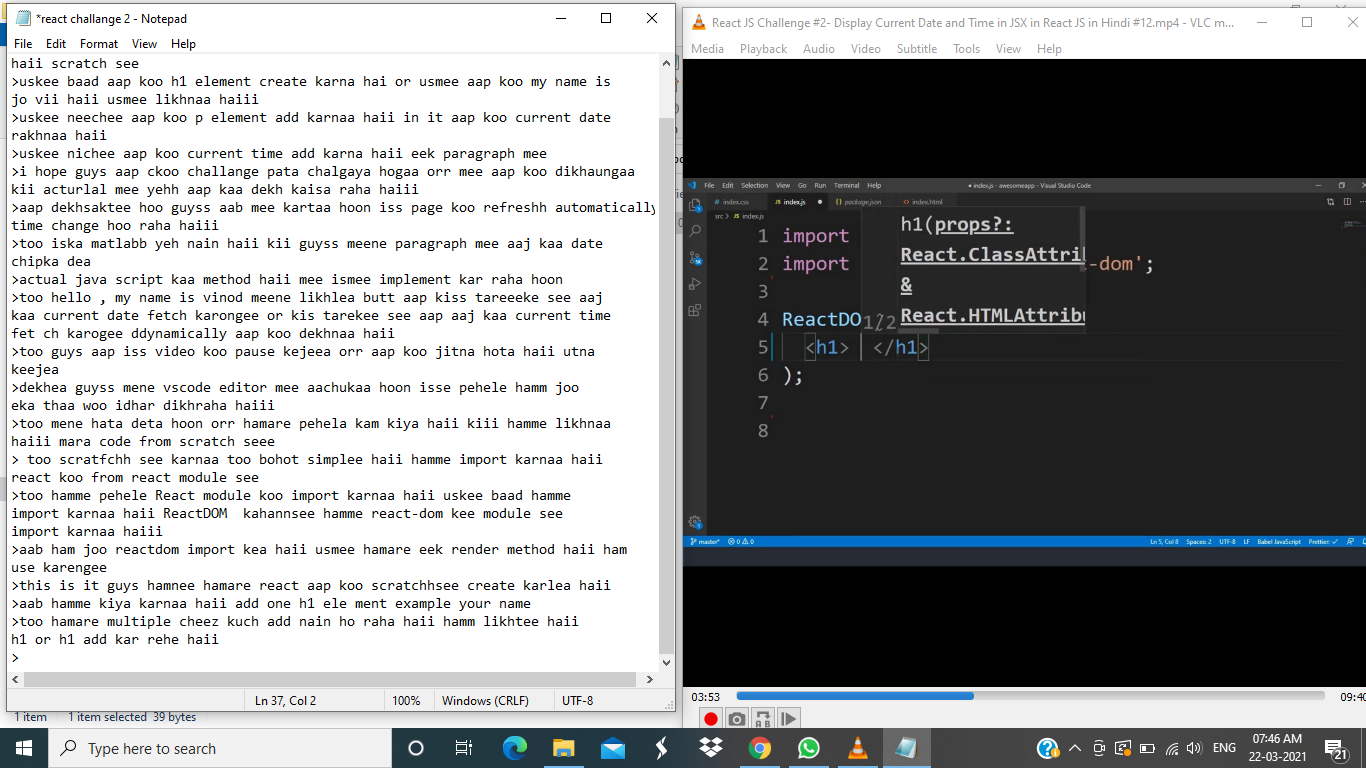 *react challange 2 - Notepad
File Edit Format View Help
haii scratch see
>uskee baad aap koo h1 element create karna hai or usmee aap koo my name is
jo vii haii usmee likhnaa haiii
>uskee neechee aap koo p element add karnaa haii in it aap koo current date
rakhnaa haii
>uskee nichee aap koo current time add karna haii eek paragraph mee
>i hope guys aap ckoo challange pata chalgaya hogaa orr mee aap koo dikhaungaa
kii acturlal mee yehh aap kaa dekh kaisa raha haiii
>aap dekhsaktee hoo guyss aab mee kartaa hoon iss page koo refreshh automatically
time change hoo raha haiii
>too iska matlabb yeh nain haii kii guyss meene paragraph mee aaj kaa date
chipka dea
>actual java script kaa method haii mee ismee implement kar raha hoon
>too hello , my name is vinod meene likhlea butt aap kiss tareeeke see aaj
kaa current date fetch karongee or kis tarekee see aap aaj kaa current time
fet ch karogee ddynamically aap koo dekhnaa haii
>too guys aap iss video koo pause kejeea orr aap koo jitna hota haii utna
keejea
>dekhea guyss mene vscode editor mee aachukaa hoon isse pehele hamm joo
eka thaa woo idhar dikhraha haiii
>too mene hata deta hoon orr hamare pehela kam kiya haii kiii hamme likhnaa
haiii mara code from scratch seee
> too scratfchh see karnaa too bohot simplee haii hamme import karnaa haii
react koo from react module see
>too hamme pehele React module koo import karnaa haii uskee baad hamme
import karnaa haii ReactDOM  kahannsee hamme react-dom kee module see
import karnaa haiii
>aab ham joo reactdom import kea haii usmee hamare eek render method haii ham
use karengee
>this is it guys hamnee hamare react aap koo scratchhsee create karlea haii
>aab hamme kiya karnaa haii add one h1 ele ment example your name
>too hamare multiple cheez kuch add nain ho raha haii hamm likhtee haii
h1 or h1 add kar rehe haii
>
Ln 37, Col 2 100% Windows (CRLF) UTF-8
1 item 1 item selected 39 bytes
React JS Challenge #2- Display Current Date and Time in JSX in React JS in Hindi #12.mp4 - VLC m...
Media Playback Audio Video Subtitle Tools View Help
File Edit Selection View Go Run Terminal Help
● index.js - awesomeapp - Visual Studio Code
# index.css JS index.js ● package.json <> index.html
src > JS index.js
h1(props?:
React.ClassAttrib
&
React.HTMLAttribu
1/2
1 import
2 import -dom';
3
4 ReactDO
5 <h1> </h1>
6 );
7
8
master* 0 0 Ln 5, Col 8 Spaces: 2 UTF-8 LF Babel JavaScript Prettier: ✓
03:53 09:40
Type here to search
ENG
07:46 AM
22-03-2021
21